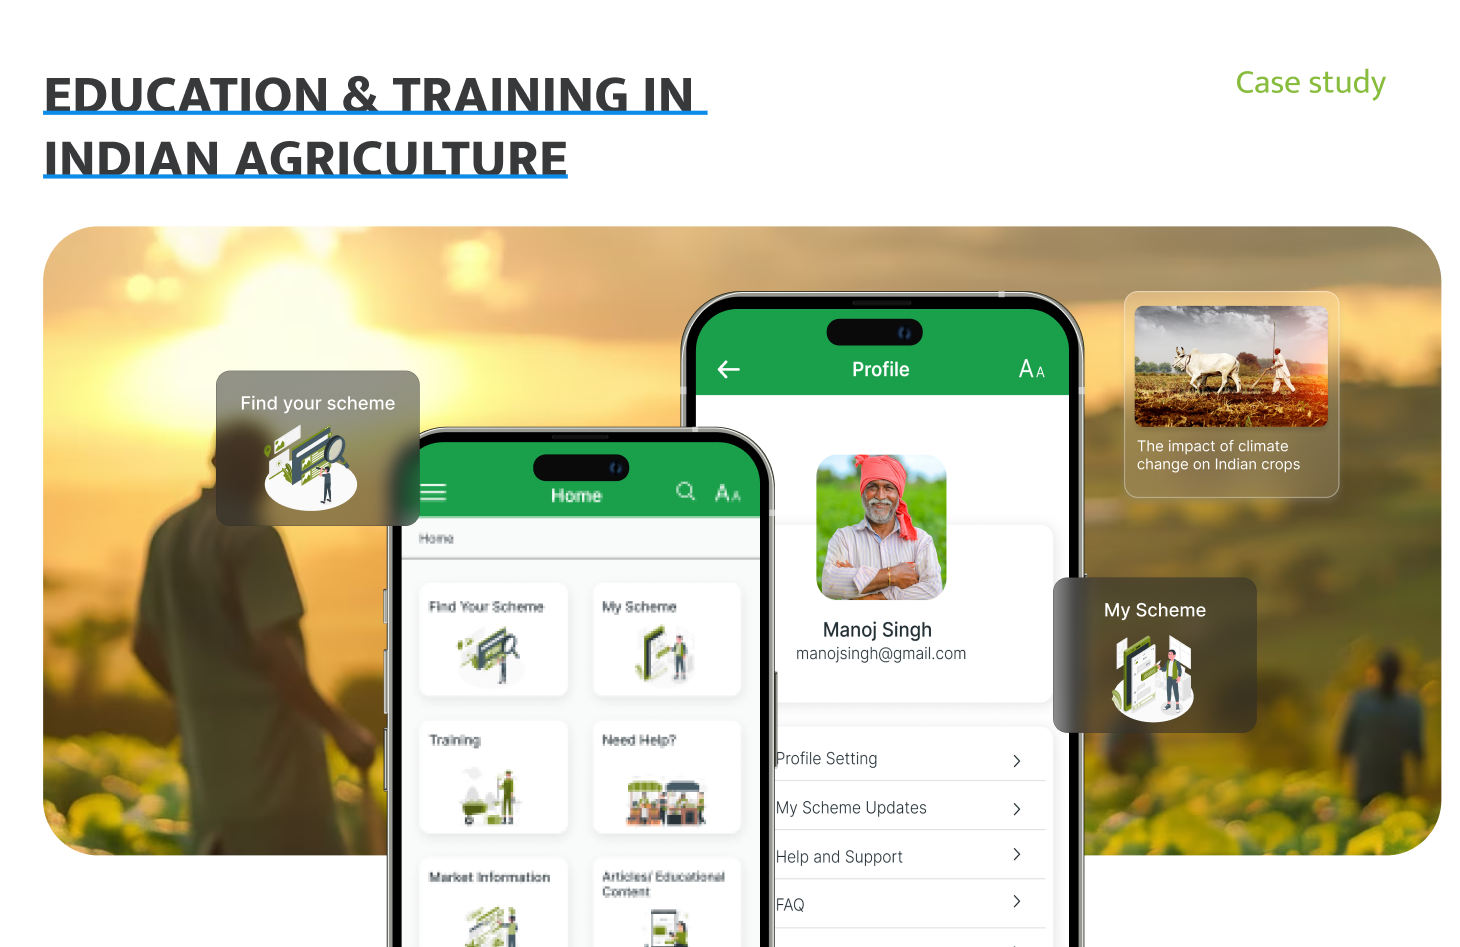 EDUCATION & TRAINING IN
INDIAN AGRICULTURE
Case study
Find your scheme
Home
A A
Home
Find Your Scheme
My Scheme
Training
Need Help?
Market Information
Articles/ Educational
Content
Profile
A A
Manoj Singh
manojsingh@gmail.com
Profile Setting
My Scheme Updates
Help and Support
FAQ
The impact of climate
change on Indian crops
My Scheme